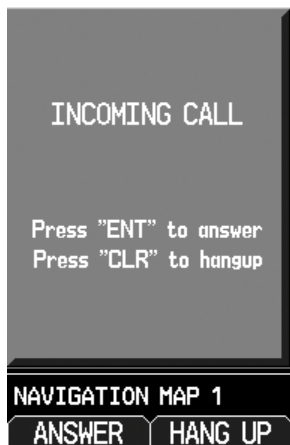 INCOMING CALL
Press "ENT" to answer
Press "CLR" to hangup
NAVIGATION MAP 1
ANSWER HANG UP